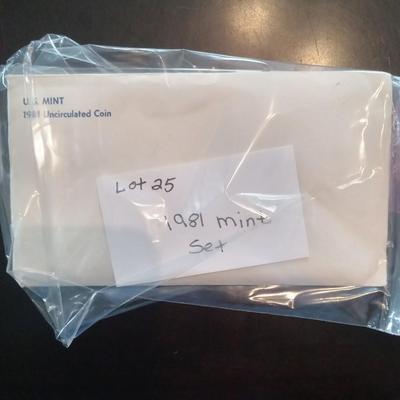 U.S. MINT
1981 Uncirculated Coin
Lot 25
1981 mint
Set